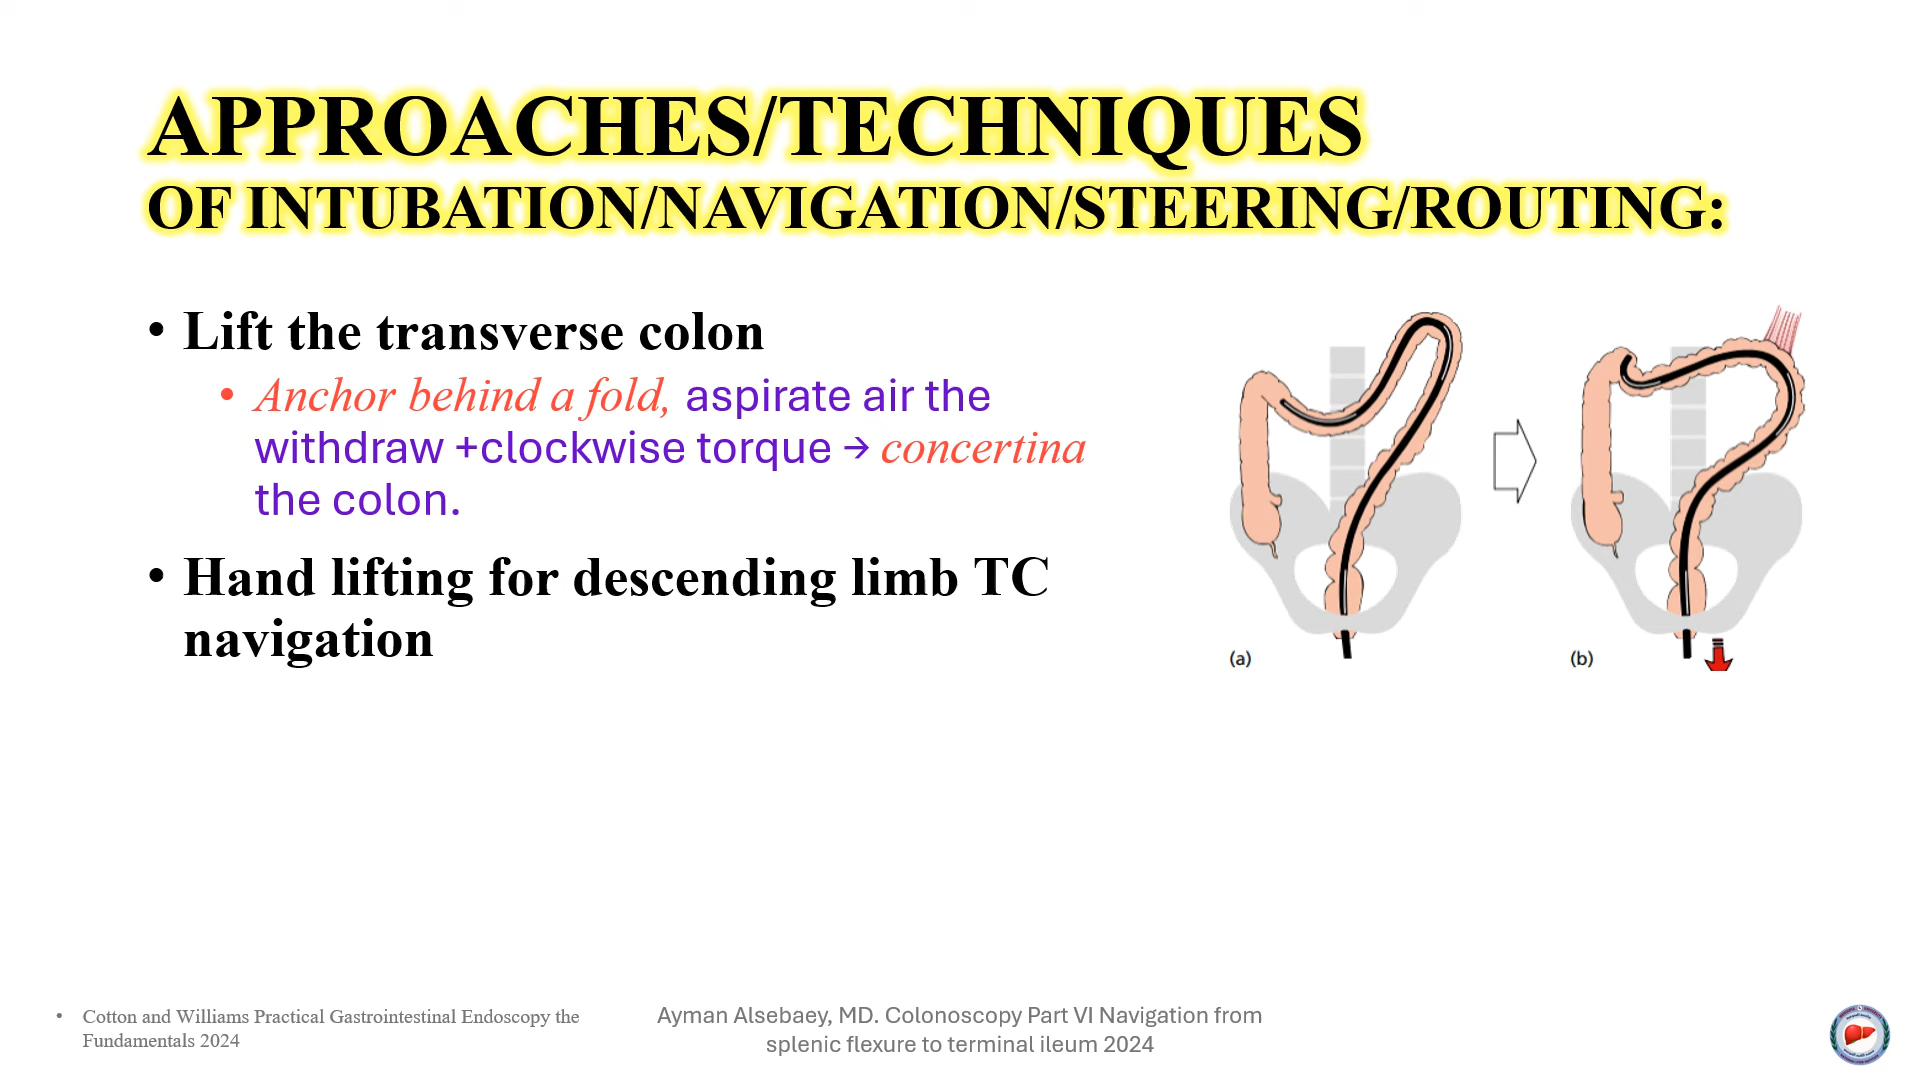 APPROACHES/TECHNIQUES
OF INTUBATION/NAVIGATION/STEERING/ROUTING:
• Lift the transverse colon
• Anchor behind a fold, aspirate air the
withdraw +clockwise torque → concertina
the colon.
• Hand lifting for descending limb TC
navigation
(a)
(b)
• Cotton and Williams Practical Gastrointestinal Endoscopy the
Fundamentals 2024
Ayman Alsebaey, MD. Colonoscopy Part VI Navigation from
splenic flexure to terminal ileum 2024